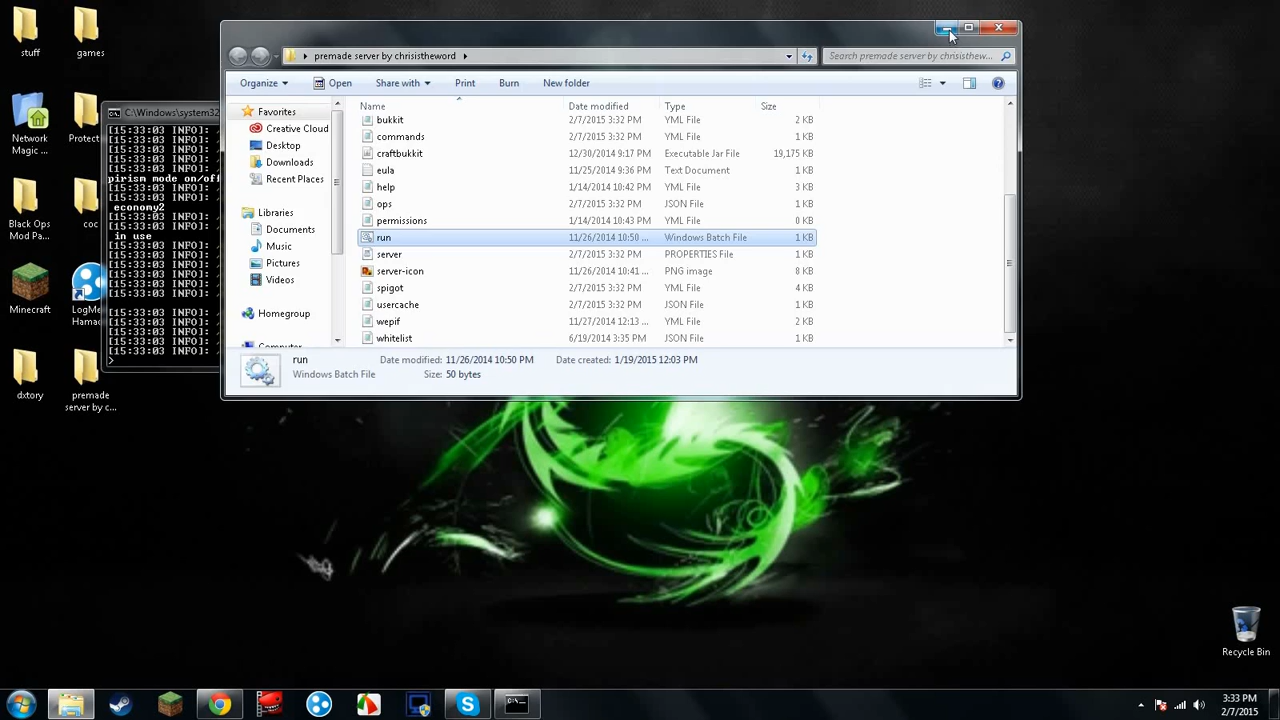 stuff
games
Network
Magic ...
Protect
Black Ops
Mod Pa...
coc
Minecraft
LogMe
Hamac
dxtory
premade
server by c...
C:\Windows\system32
[15:33:03 INFO]:
[15:33:03 INFO]:
[15:33:03 INFO]:
[15:33:03 INFO]:
pirism mode on/off
[15:33:03 INFO]:
economy2
[15:33:03 INFO]:
in use
[15:33:03 INFO]:
[15:33:03 INFO]:
[15:33:03 INFO]:
[15:33:03 INFO]:
[15:33:03 INFO]:
[15:33:03 INFO]:
[15:33:03 INFO]:
[15:33:03 INFO]:
>
premade server by chrisistheword
Search premade server by chrisisthew...
Organize Open Share with Print Burn New folder
Favorites
Creative Cloud
Desktop
Downloads
Recent Places
Libraries
Documents
Music
Pictures
Videos
Homegroup
Computer
Name Date modified Type Size
bukkit 2/7/2015 3:32 PM YML File 2 KB
commands 2/7/2015 3:32 PM YML File 1 KB
craftbukkit 12/30/2014 9:17 PM Executable Jar File 19,175 KB
eula 11/25/2014 9:36 PM Text Document 1 KB
help 1/14/2014 10:42 PM YML File 3 KB
ops 2/7/2015 3:32 PM JSON File 1 KB
permissions 1/14/2014 10:43 PM YML File 0 KB
run 11/26/2014 10:50 ... Windows Batch File 1 KB
server 2/7/2015 3:32 PM PROPERTIES File 1 KB
server-icon 11/26/2014 10:41 ... PNG image 8 KB
spigot 2/7/2015 3:32 PM YML File 4 KB
usercache 2/7/2015 3:32 PM JSON File 1 KB
wepif 11/27/2014 12:13 ... YML File 2 KB
whitelist 6/19/2014 3:35 PM JSON File 1 KB
run Date modified: 11/26/2014 10:50 PM Date created: 1/19/2015 12:03 PM
Windows Batch File Size: 50 bytes
Recycle Bin
3:33 PM
2/7/2015